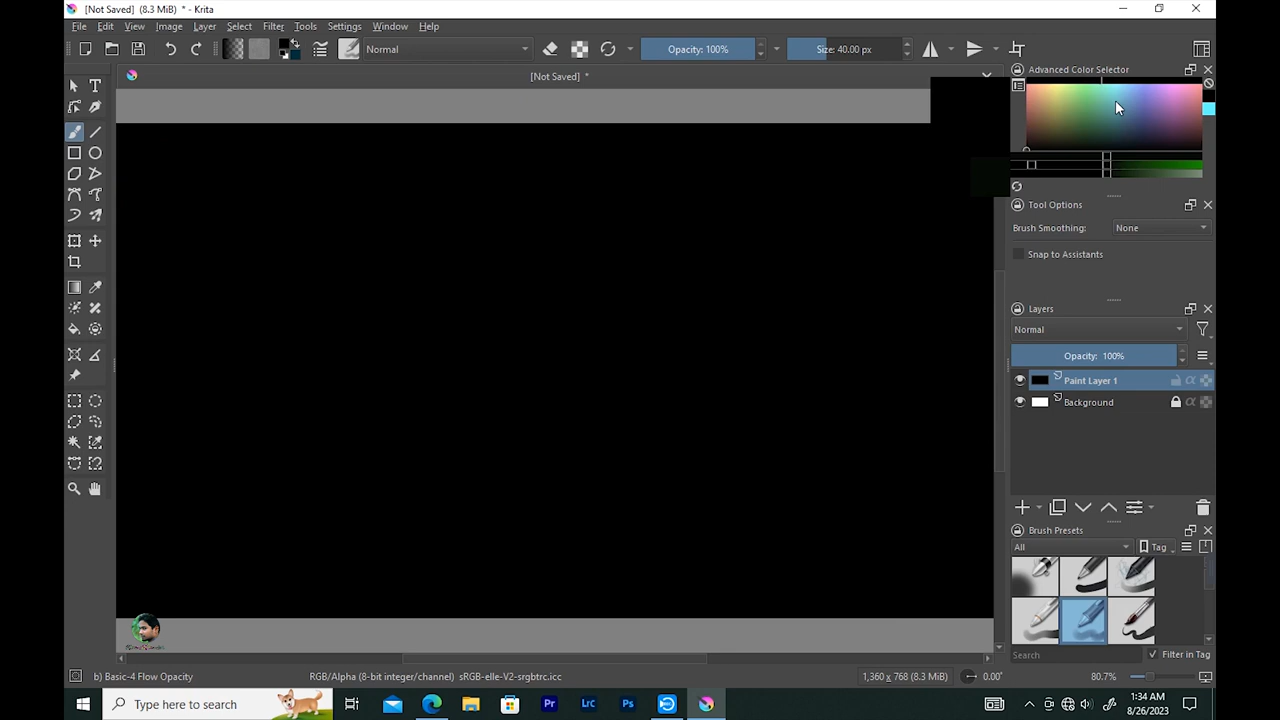 [Not Saved] (8.3 MiB) * - Krita
File Edit View Image Layer Select Filter Tools Settings Window Help
Normal Opacity: 100% Size: 40.00 px
[Not Saved] *
Advanced Color Selector
Tool Options
Brush Smoothing: None
Snap to Assistants
Layers
Normal
Opacity: 100%
Paint Layer 1
Background
Brush Presets
All Tag
Search Filter in Tag
b) Basic-4 Flow Opacity RGB/Alpha (8-bit integer/channel) sRGB-elle-V2-srgbtrc.icc 1,360 x 768 (8.3 MiB) 0.00° 80.7%
Type here to search Pr Lrc Ps 1:34 AM
8/26/2023